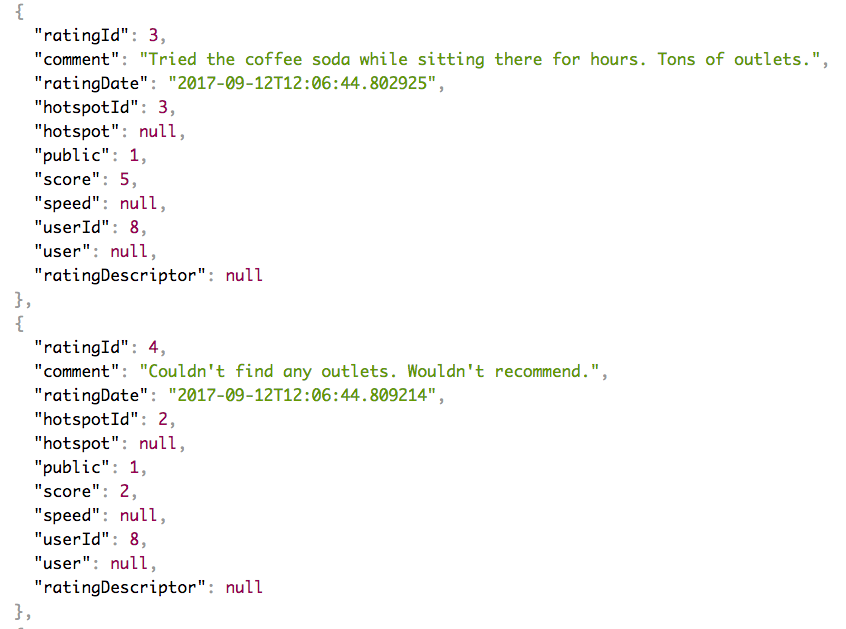 {
"ratingId": 3,
"comment": "Tried the coffee soda while sitting there for hours. Tons of outlets.",
"ratingDate": "2017-09-12T12:06:44.802925",
"hotspotId": 3,
"hotspot": null,
"public": 1,
"score": 5,
"speed": null,
"userId": 8,
"user": null,
"ratingDescriptor": null
},
{
"ratingId": 4,
"comment": "Couldn't find any outlets. Wouldn't recommend.",
"ratingDate": "2017-09-12T12:06:44.809214",
"hotspotId": 2,
"hotspot": null,
"public": 1,
"score": 2,
"speed": null,
"userId": 8,
"user": null,
"ratingDescriptor": null
},